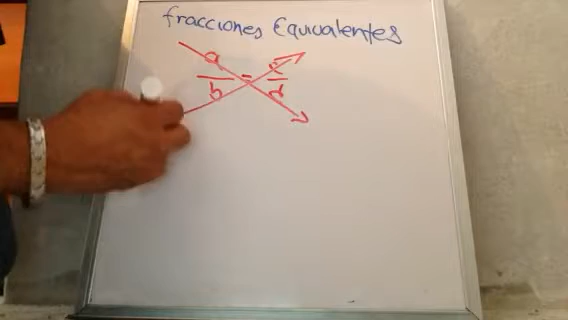 fracciones Equivalentes
a = c
b d